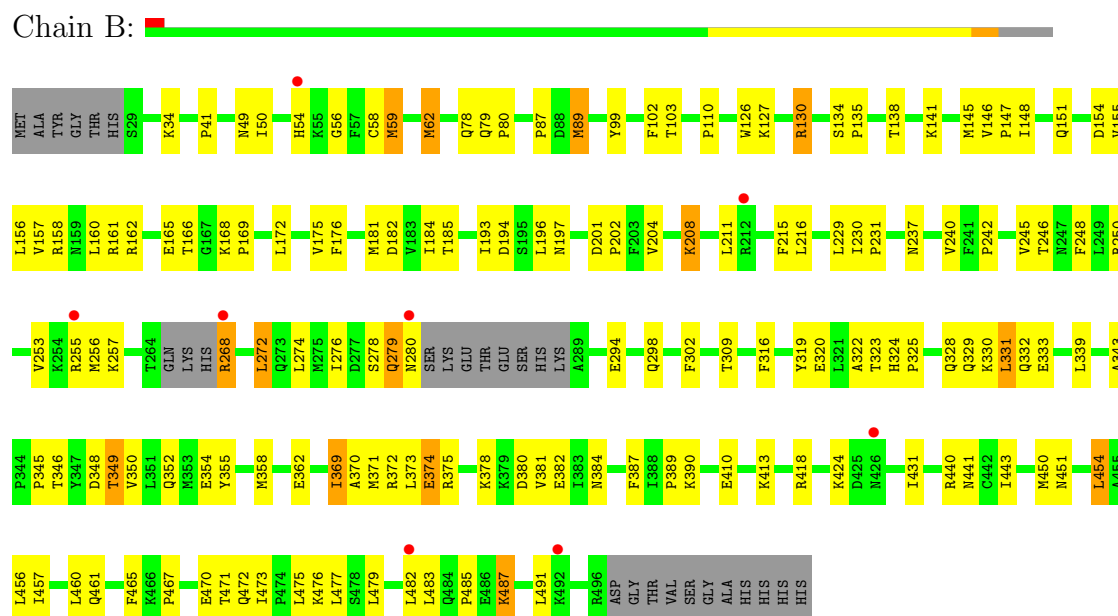 Chain B:
MET ALA TYR GLY THR HIS S29 K34 P41 N49 I50 H54 K55 G56 F57 C58 M59 M62 Q78 Q79 P80 P87 D88 M89 Y99 F102 T103 P110 W126 K127 R130 S134 P135 T138 K141 M145 V146 P147 I148 Q151 D154 V155
L156 V157 R158 N159 L160 R161 R162 E165 T166 G167 K168 P169 L172 V175 F176 M181 D182 V183 I184 T185 I193 D194 S195 L196 N197 D201 P202 F203 V204 K208 L211 R212 F215 L216 L229 I230 P231 N237 V240 F241 P242 V245 T246 N247 F248 L249
V253 K254 R255 M256 K257 T264 GLN LYS HIS R268 L272 Q273 L274 M275 I276 D277 S278 Q279 N280 SER LYS GLU THR GLU SER HIS LYS A289 E294 Q298 F302 T309 F316 Y319 E320 L321 A322 T323 H324 P325 Q328 Q329 K330 L331 Q332 E333 L339 A343
P344 P345 T346 Y347 D348 T349 V350 L351 Q352 M353 E354 Y355 M358 E362 I369 A370 M371 R372 L373 E374 R375 K378 K379 D380 V381 E382 I383 N384 F387 I388 P389 K390 E410 K413 R418 K424 D425 N426 I431 R440 N441 C442 I443 M450 N451 L454 A455
L456 I457 L460 Q461 F465 K466 P467 E470 T471 Q472 I473 P474 L475 K476 L477 S478 L479 L482 L483 Q484 P485 E486 K487 L491 K492 R496 ASP GLY THR VAL SER GLY ALA HIS HIS HIS HIS